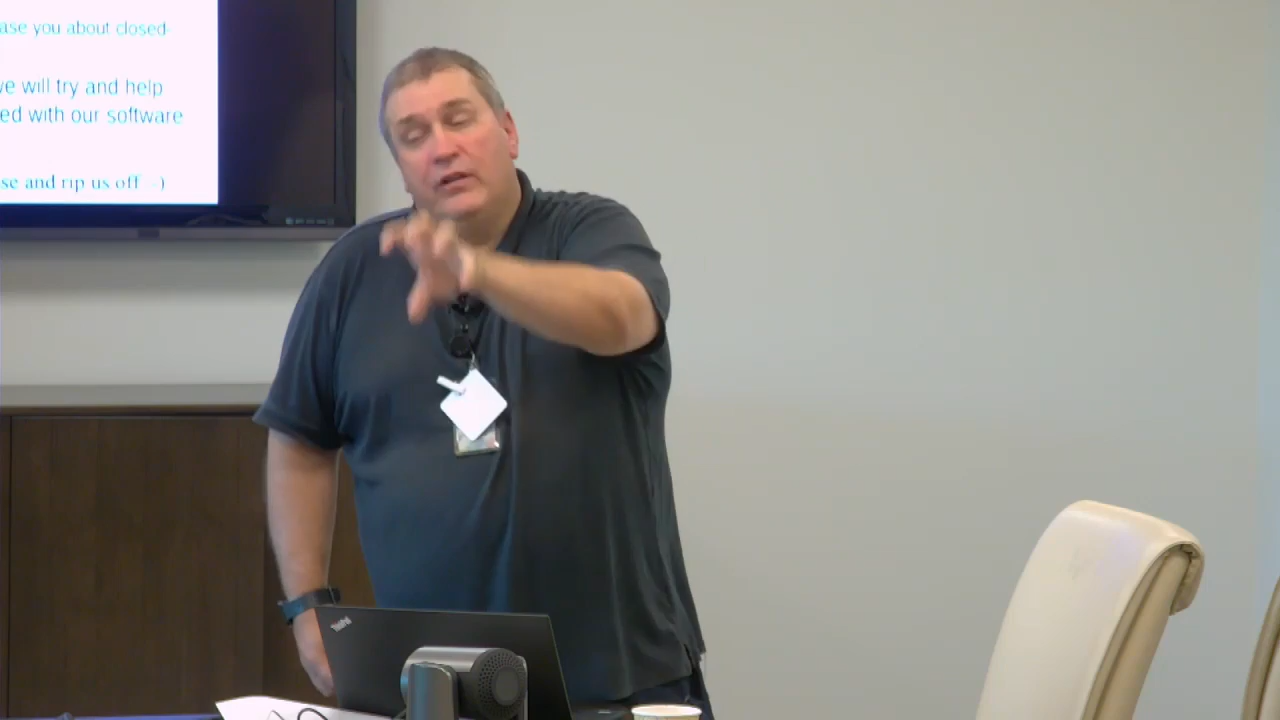 ase you about closed-
ve will try and help
ed with our software
se and rip us off :-)
ThinkPad